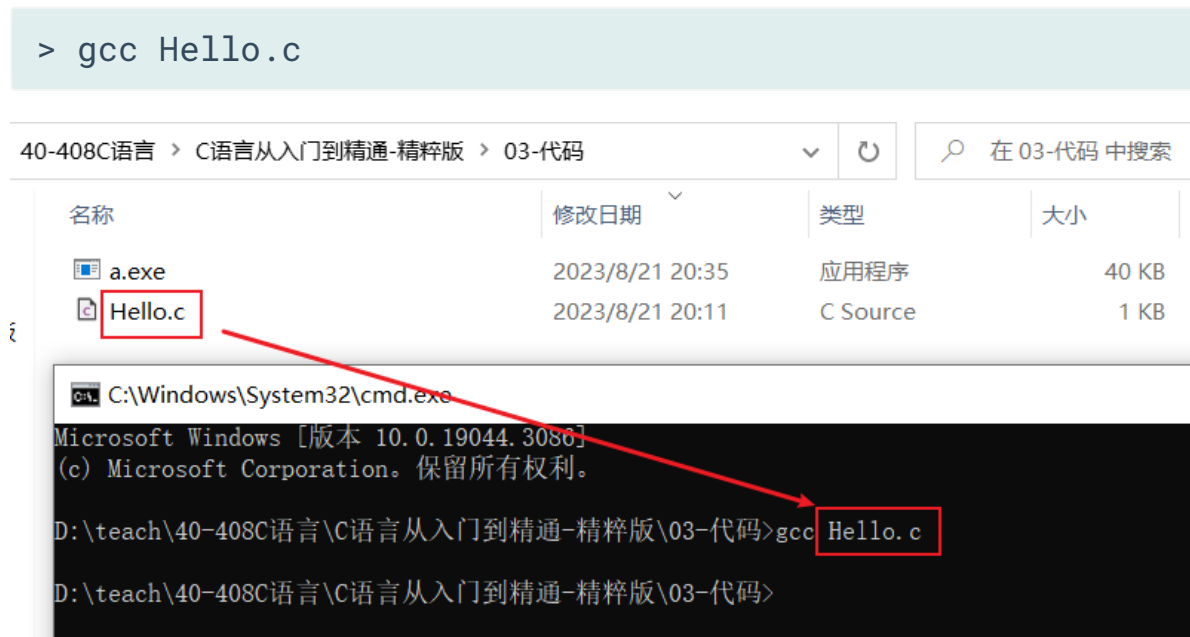 > gcc Hello.c
40-408C语言 > C语言从入门到精通-精粹版 > 03-代码 在 03-代码 中搜索
名称 修改日期 类型 大小
a.exe 2023/8/21 20:35 应用程序 40 KB
Hello.c 2023/8/21 20:11 C Source 1 KB
C:\Windows\System32\cmd.exe
Microsoft Windows [版本 10.0.19044.3086]
(c) Microsoft Corporation。保留所有权利。
D:\teach\40-408C语言\C语言从入门到精通-精粹版\03-代码>gcc Hello.c
D:\teach\40-408C语言\C语言从入门到精通-精粹版\03-代码>